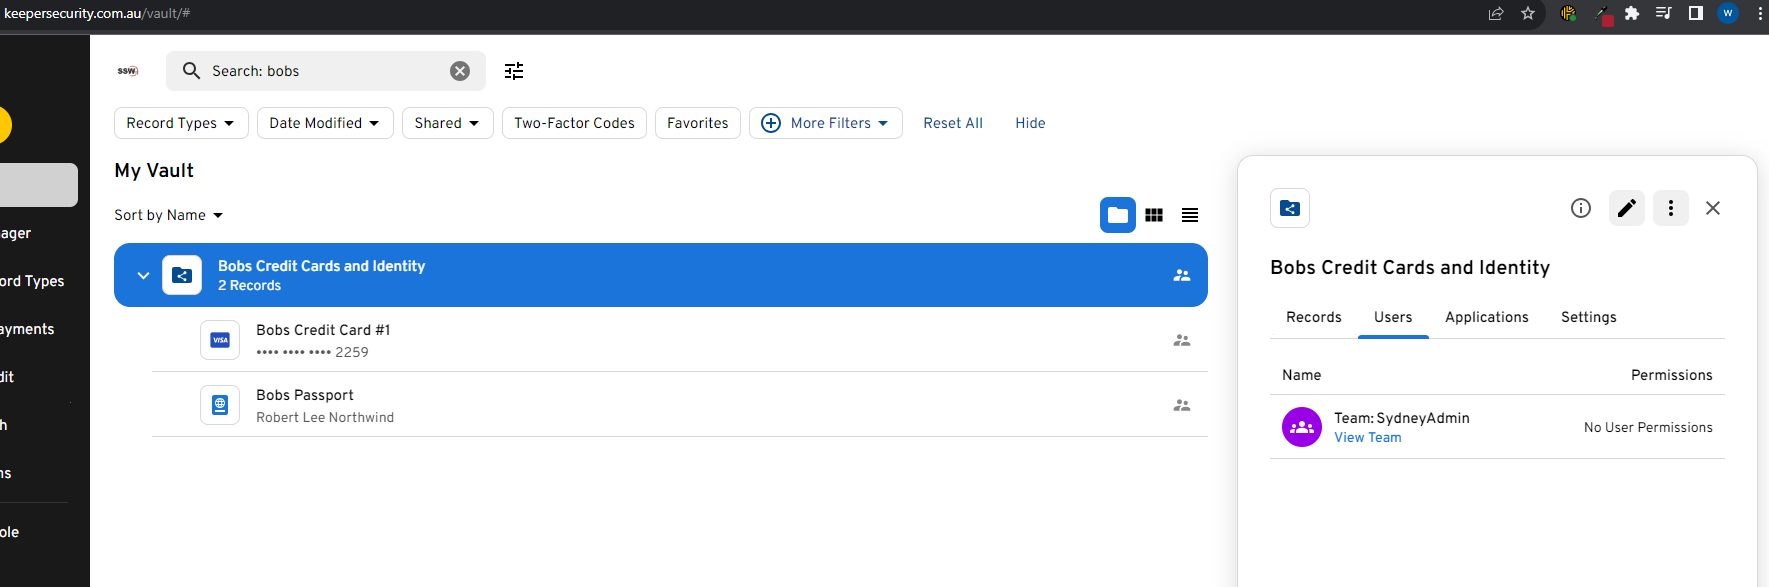 keepersecurity.com.au/vault/#
W
SSW
Search: bobs
Record Types
Date Modified
Shared
Two-Factor Codes
Favorites
More Filters
Reset All
Hide
My Vault
Sort by Name
Bobs Credit Cards and Identity
2 Records
VISA
Bobs Credit Card #1
•••• •••• •••• 2259
Bobs Passport
Robert Lee Northwind
ager
ord Types
ayments
dit
h
ns
ole
Bobs Credit Cards and Identity
Records
Users
Applications
Settings
Name
Permissions
Team: SydneyAdmin
View Team
No User Permissions